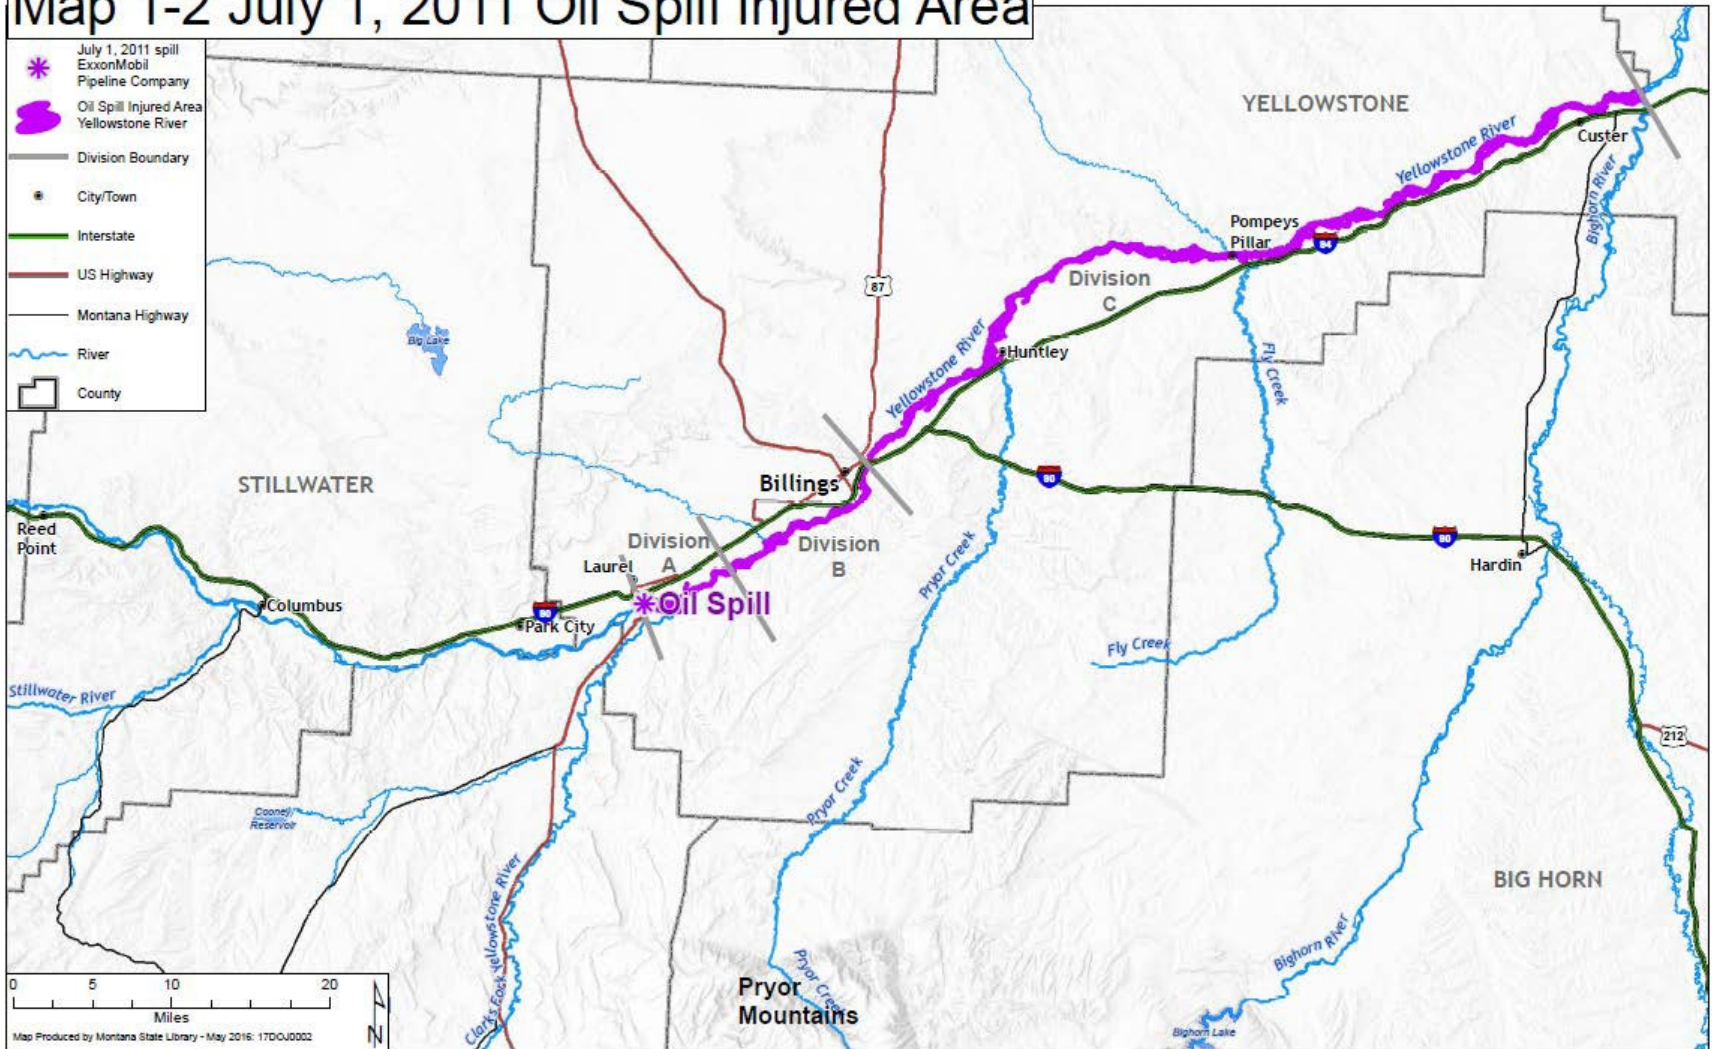 Map 1-2 July 1, 2011 Oil Spill Injured Area
July 1, 2011 spill
ExxonMobil
Pipeline Company
Oil Spill Injured Area
Yellowstone River
Division Boundary
City/Town
Interstate
US Highway
Montana Highway
River
County
YELLOWSTONE
Yellowstone River
Custer
Bighorn River
Pompeys
Pillar
94
Division
C
87
Big Lake
Yellowstone River
Huntley
Fly Creek
STILLWATER
Billings
90
Reed
Point
Division
A
Division
B
90
Hardin
Laurel
Pryor Creek
Oil Spill
Columbus
90
Park City
Fly Creek
Stillwater River
212
Cooney
Reservoir
Pryor Creek
BIG HORN
Clarks Fork Yellowstone River
Bighorn River
Pryor Creek
Pryor
Mountains
Bighorn Lake
0 5 10 20
Miles
N
Map Produced by Montana State Library - May 2016: 17DOJ0002